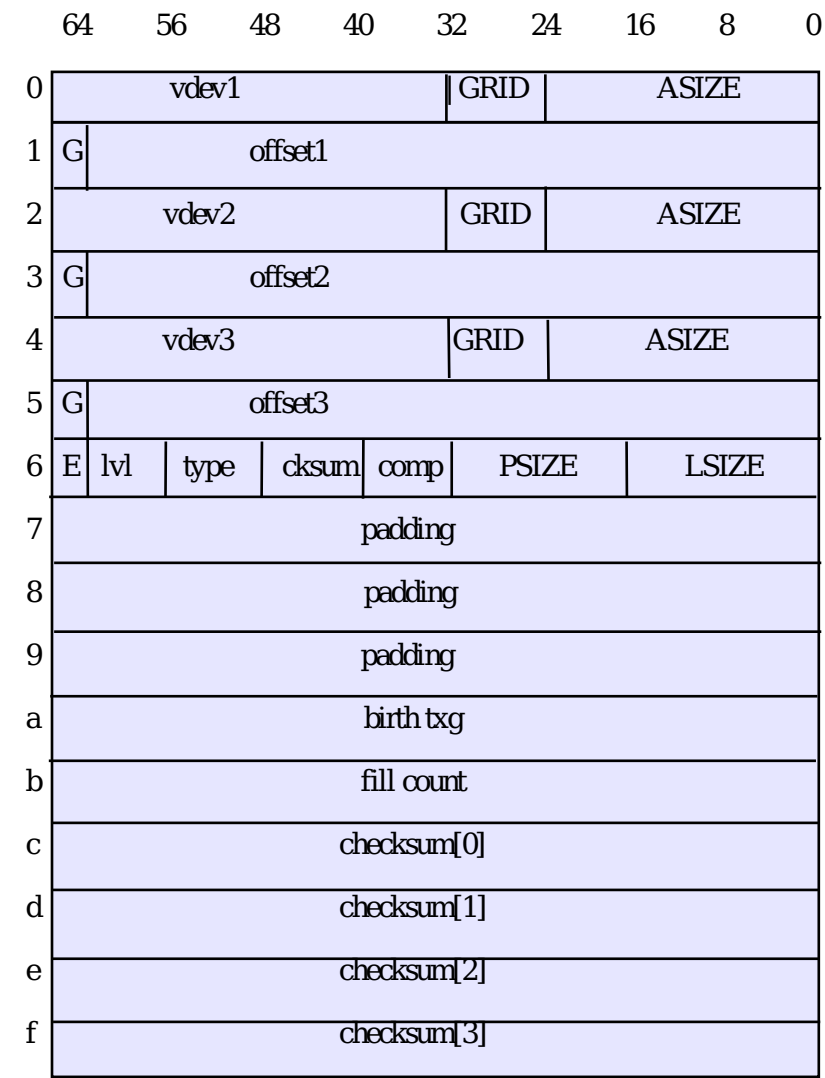 64 56 48 40 32 24 16 8 0
0 vdev1 GRID ASIZE
1 G offset1
2 vdev2 GRID ASIZE
3 G offset2
4 vdev3 GRID ASIZE
5 G offset3
6 E lvl type cksum comp PSIZE LSIZE
7 padding
8 padding
9 padding
a birth txg
b fill count
c checksum[0]
d checksum[1]
e checksum[2]
f checksum[3]